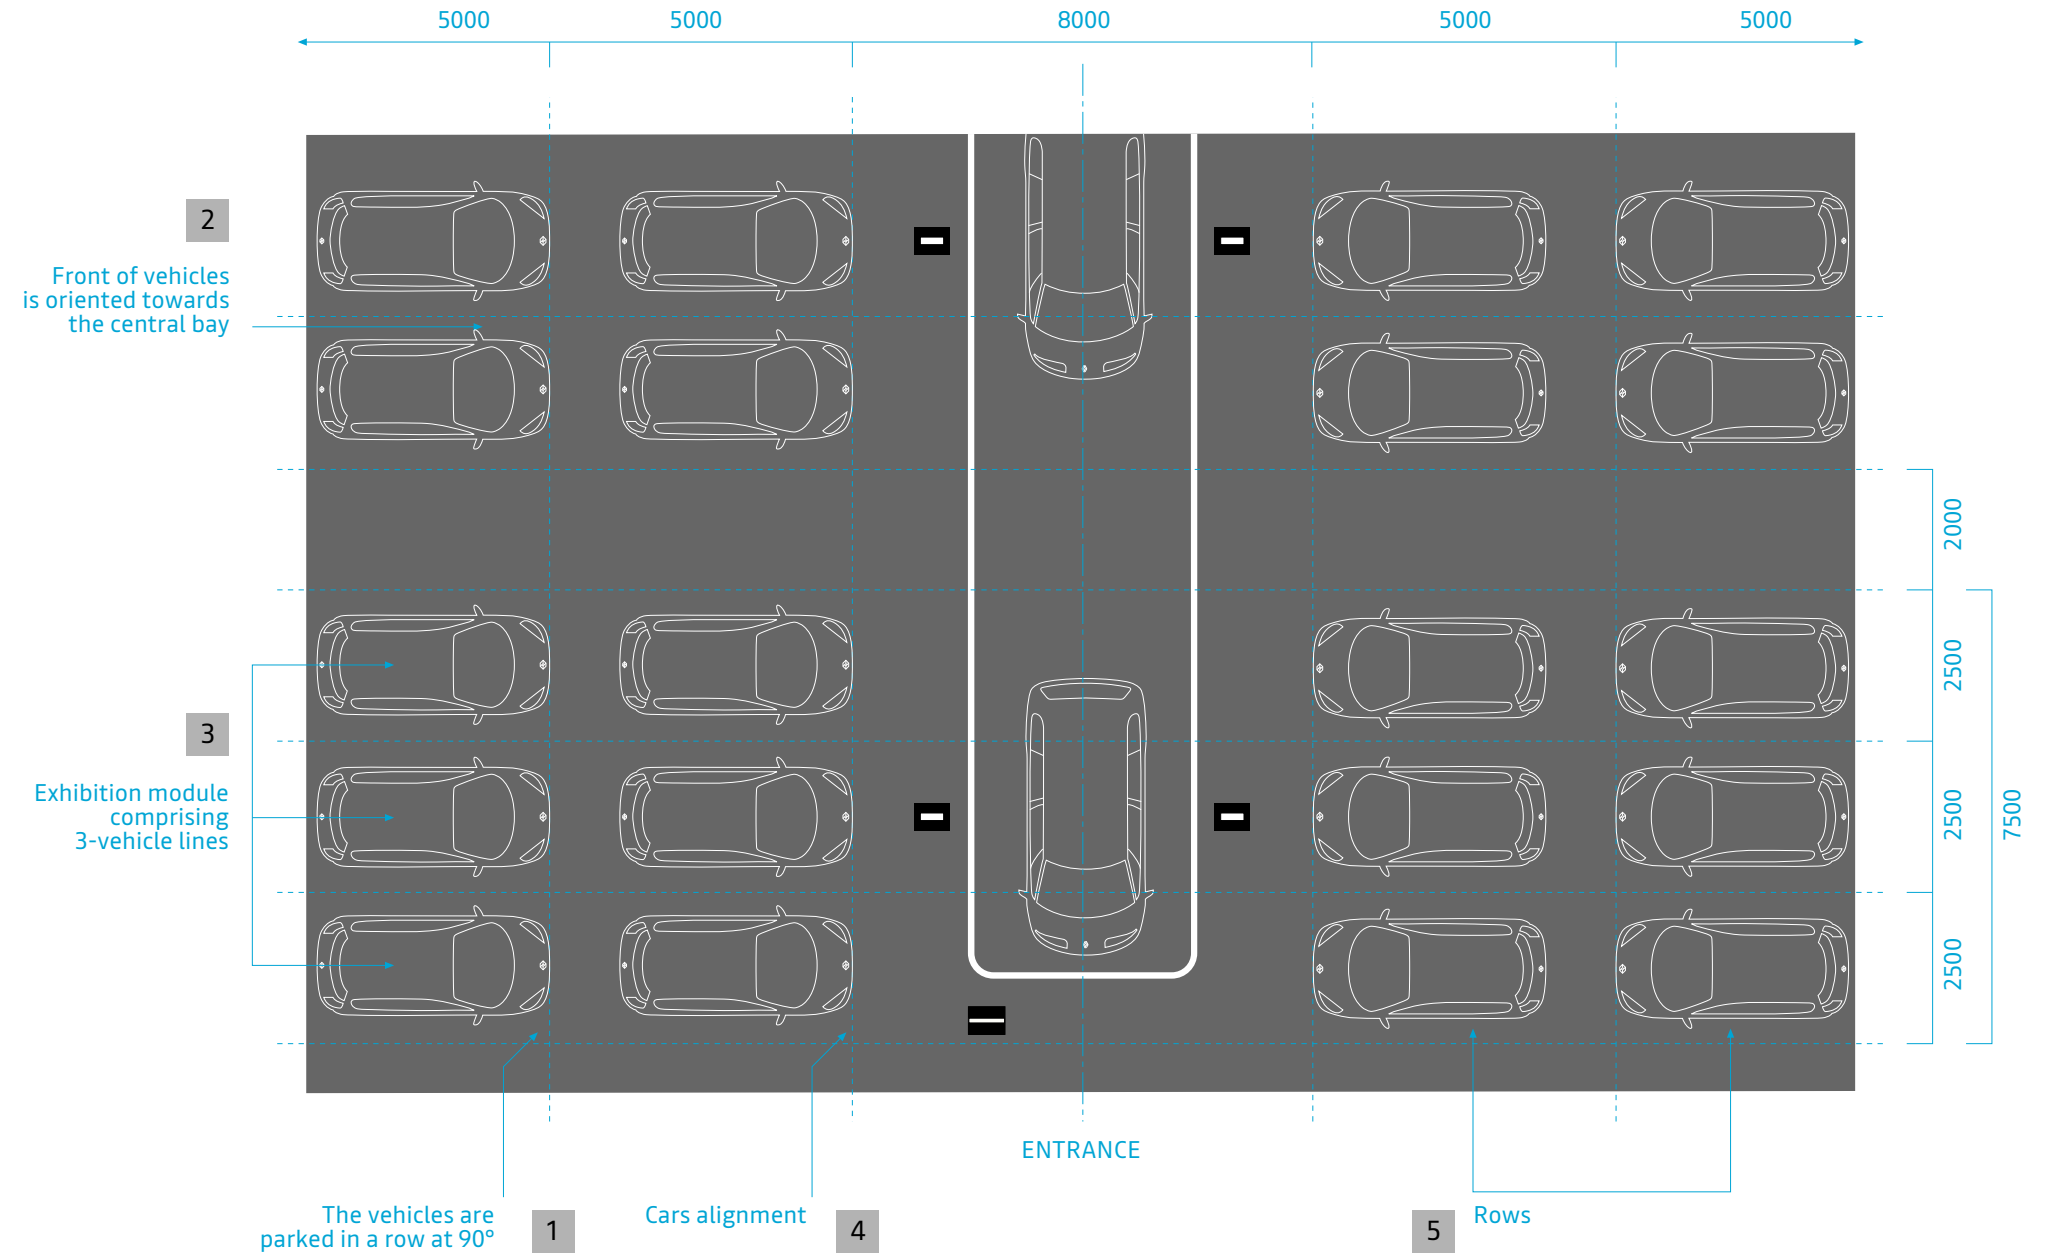 5000 5000 8000 5000 5000
2
Front of vehicles
is oriented towards
the central bay
2000
2500
3
Exhibition module
comprising
3-vehicle lines
2500
7500
2500
ENTRANCE
The vehicles are
parked in a row at 90°
1
Cars alignment
4
5
Rows